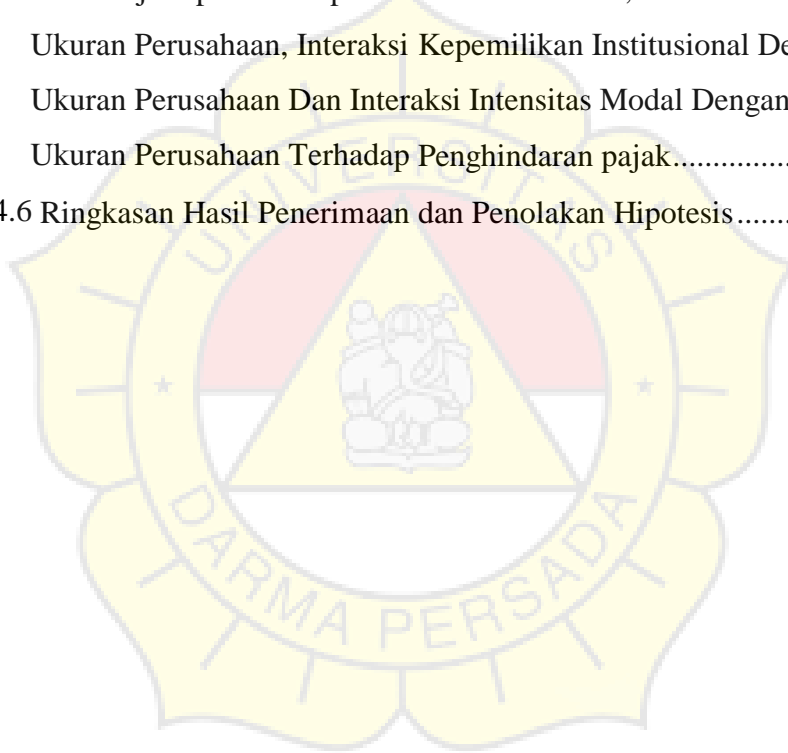 Ukuran Perusahaan, Interaksi Kepemilikan Institusional
Ukuran Perusahaan Dan Interaksi Intensitas Modal Dengan
Ukuran Perusahaan Terhadap Penghindaran pajak...............
4.6 Ringkasan Hasil Penerimaan dan Penolakan Hipotesis.......
UNIVERSITAS
DARMA PERSADA